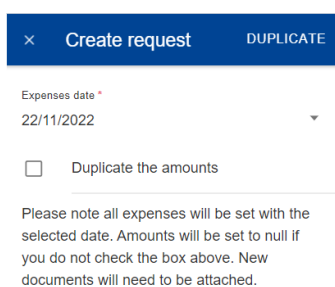 × Create request DUPLICATE
Expenses date *
22/11/2022
Duplicate the amounts
Please note all expenses will be set with the
selected date. Amounts will be set to null if
you do not check the box above. New
documents will need to be attached.